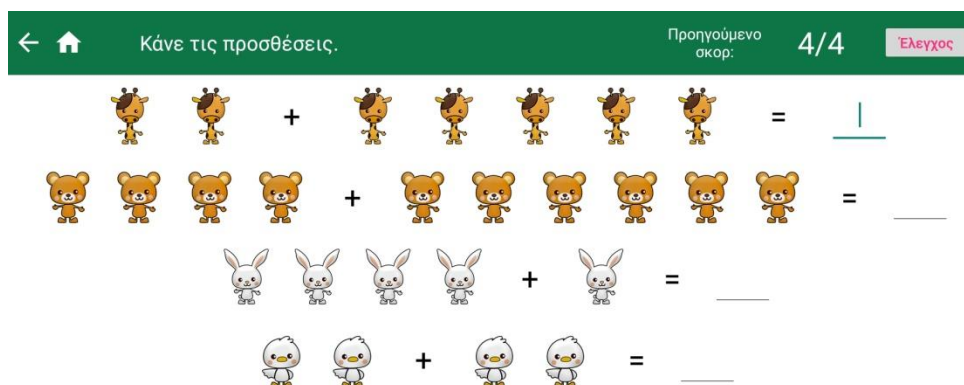 Κάνε τις προσθέσεις.
Προηγούμενο
σκορ:
4/4
Έλεγχος
+ =
+ =
+ =
+ =